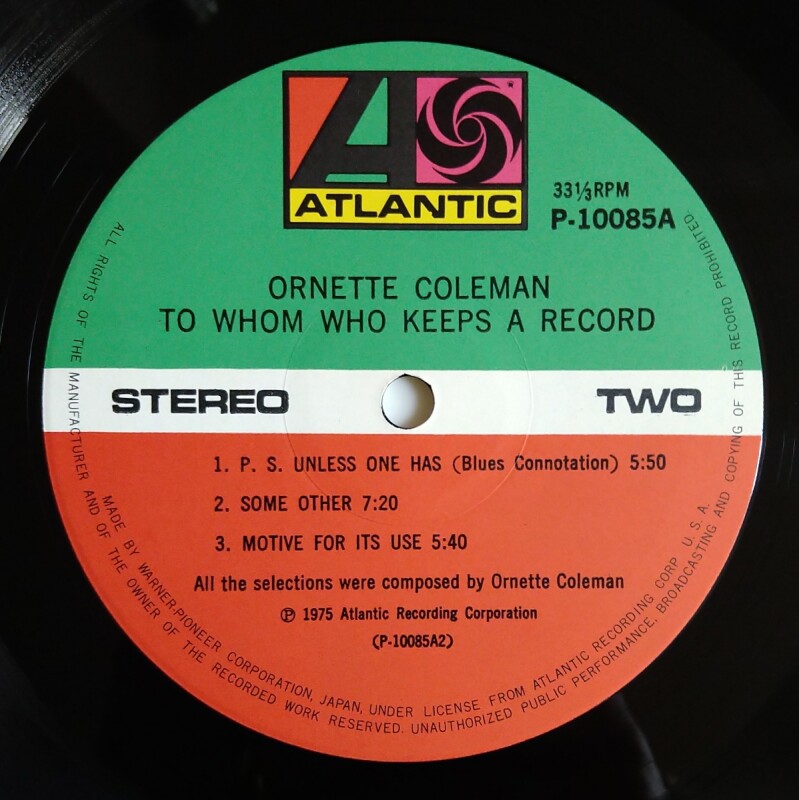 ATLANTIC
33⅓RPM
P-10085A
ORNETTE COLEMAN
TO WHOM WHO KEEPS A RECORD
STEREO
TWO
1. P. S. UNLESS ONE HAS (Blues Connotation) 5:50
2. SOME OTHER 7:20
3. MOTIVE FOR ITS USE 5:40
All the selections were composed by Ornette Coleman
℗ 1975 Atlantic Recording Corporation
(P-10085A2)
MADE BY WARNER-PIONEER CORPORATION, JAPAN, UNDER LICENSE FROM ATLANTIC RECORDING CORP. U. S. A.
ALL RIGHTS OF THE MANUFACTURER AND OF THE OWNER OF THE RECORDED WORK RESERVED. UNAUTHORIZED PUBLIC PERFORMANCE, BROADCASTING AND COPYING OF THIS RECORD PROHIBITED